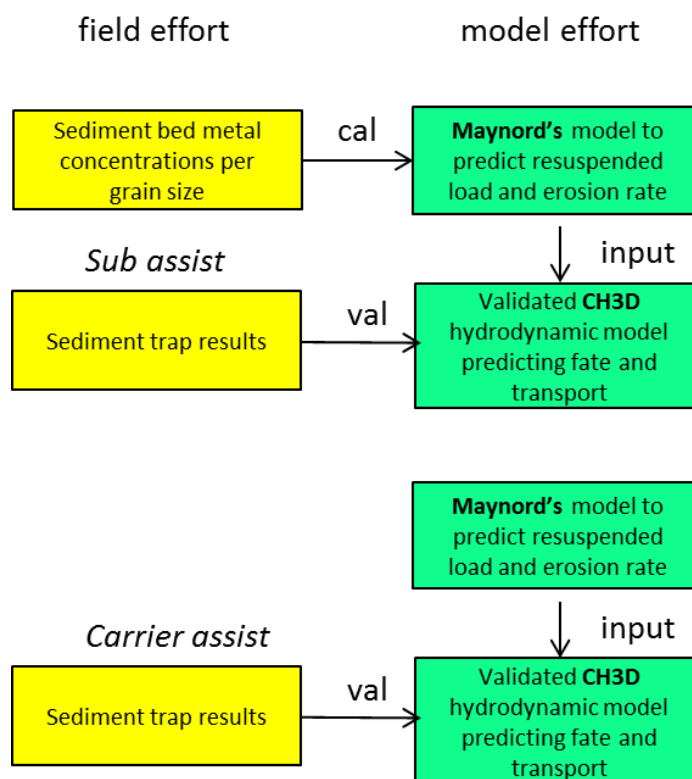 field effort
model effort
Sediment bed metal
concentrations per
grain size
cal
Maynord's model to
predict resuspended
load and erosion rate
input
Sub assist
Sediment trap results
val
Validated CH3D
hydrodynamic model
predicting fate and
transport
Maynord's model to
predict resuspended
load and erosion rate
input
Carrier assist
Sediment trap results
val
Validated CH3D
hydrodynamic model
predicting fate and
transport